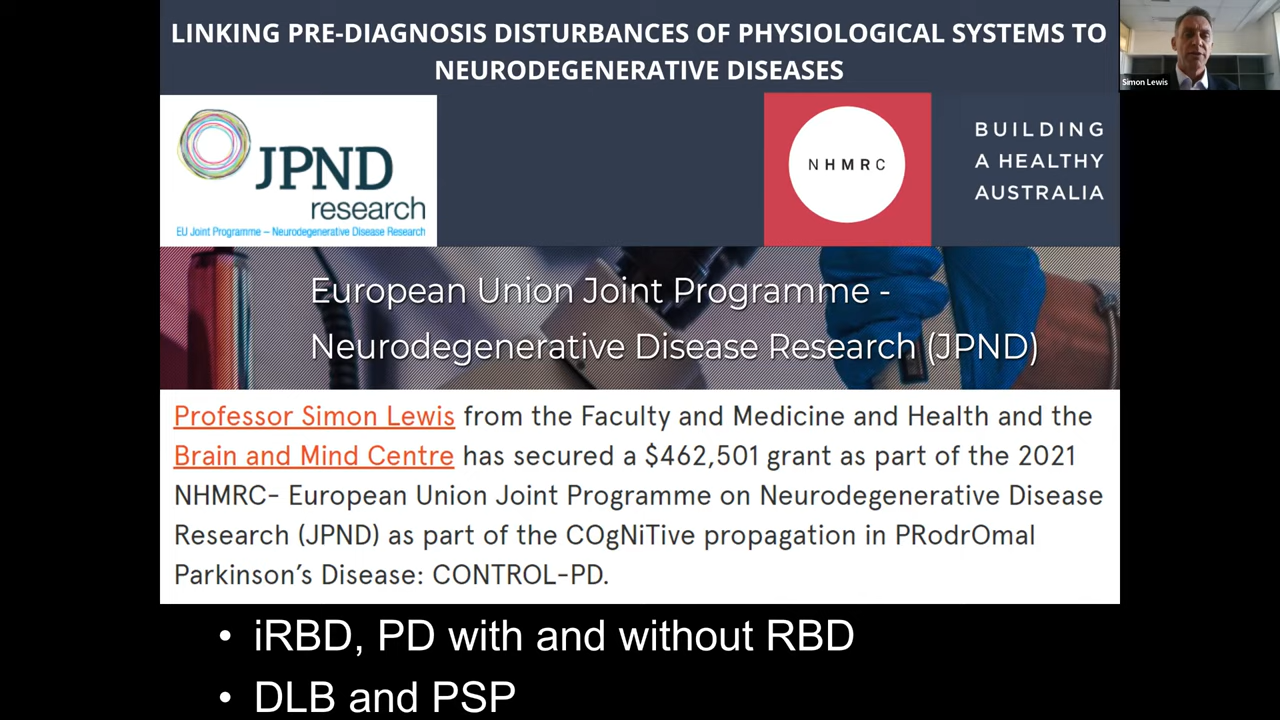 LINKING PRE-DIAGNOSIS DISTURBANCES OF PHYSIOLOGICAL SYSTEMS TO
NEURODEGENERATIVE DISEASES
Simon Lewis
JPND
research
EU Joint Programme – Neurodegenerative Disease Research
NHMRC
BUILDING
A HEALTHY
AUSTRALIA
European Union Joint Programme -
Neurodegenerative Disease Research (JPND)
Professor Simon Lewis from the Faculty and Medicine and Health and the
Brain and Mind Centre has secured a $462,501 grant as part of the 2021
NHMRC- European Union Joint Programme on Neurodegenerative Disease
Research (JPND) as part of the COgNiTive propagation in PRodrOmal
Parkinson's Disease: CONTROL-PD.
• iRBD, PD with and without RBD
• DLB and PSP